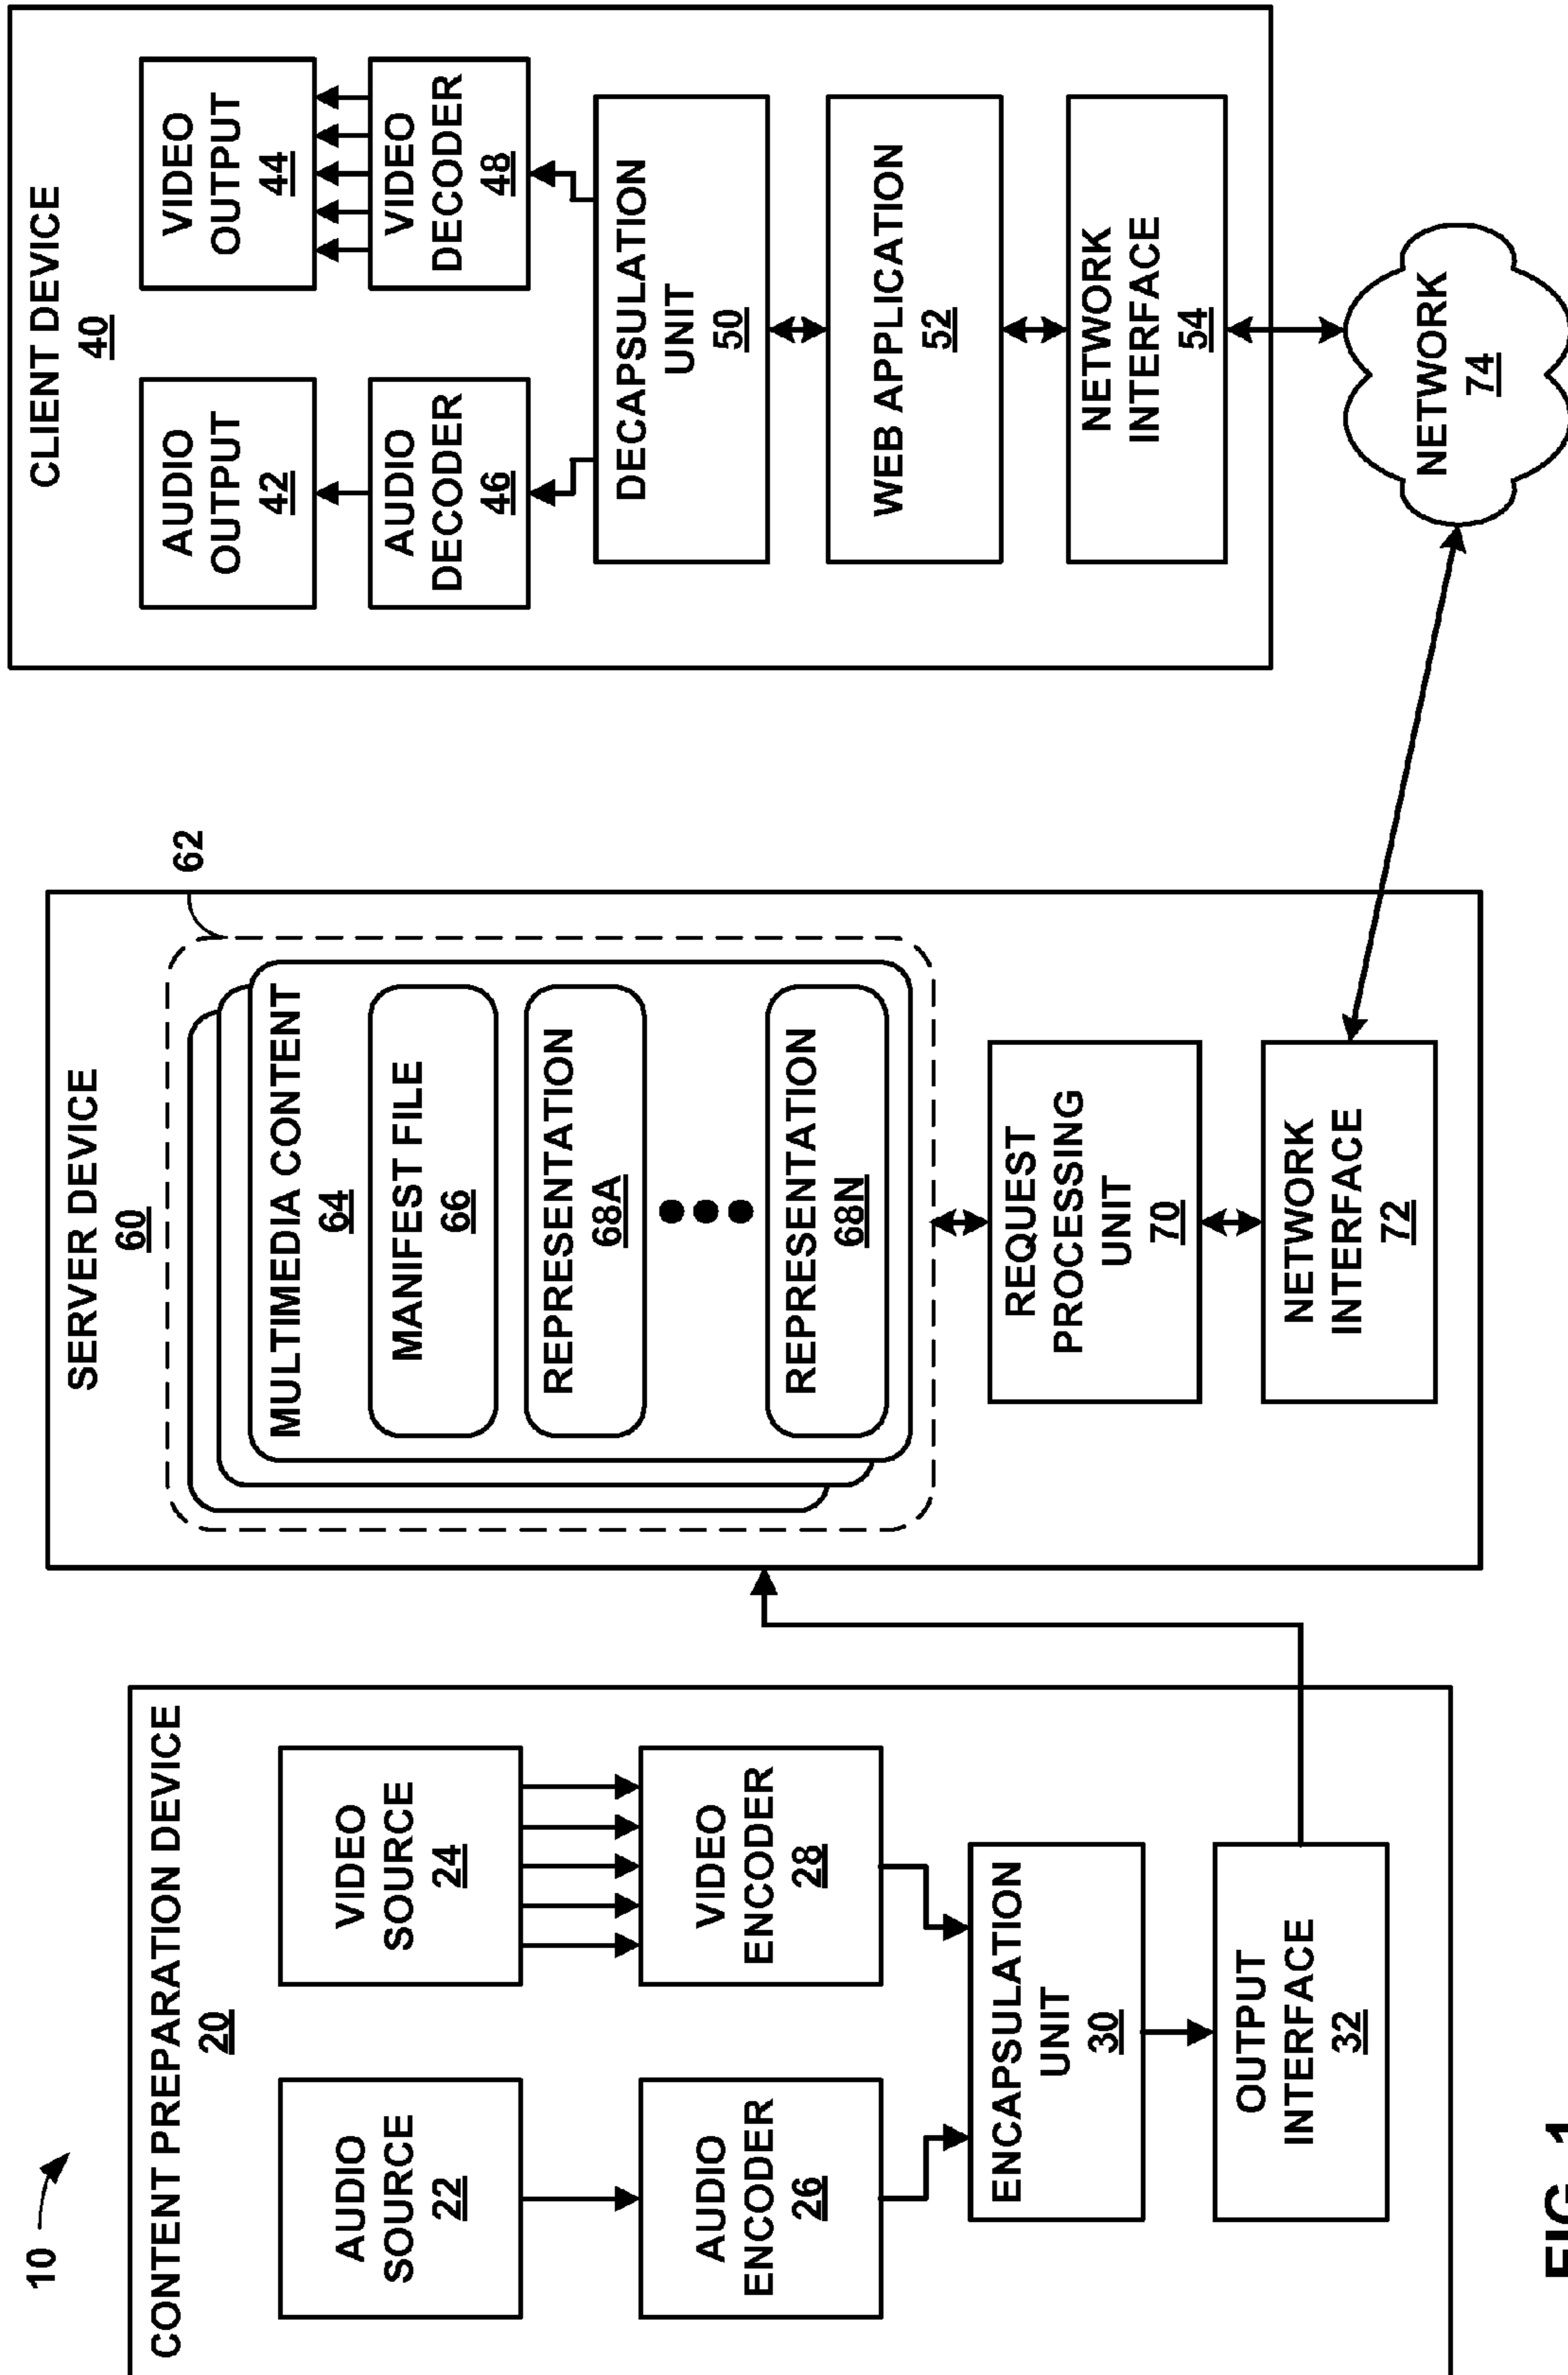 10
CONTENT PREPARATION DEVICE
20
AUDIO
SOURCE
22
VIDEO
SOURCE
24
AUDIO
ENCODER
26
VIDEO
ENCODER
28
ENCAPSULATION
UNIT
30
OUTPUT
INTERFACE
32
SERVER DEVICE
60
62
MULTIMEDIA CONTENT
64
MANIFEST FILE
66
REPRESENTATION
68A
REPRESENTATION
68N
REQUEST
PROCESSING
UNIT
70
NETWORK
INTERFACE
72
CLIENT DEVICE
40
AUDIO
OUTPUT
42
VIDEO
OUTPUT
44
AUDIO
DECODER
46
VIDEO
DECODER
48
DECAPSULATION
UNIT
50
WEB APPLICATION
52
NETWORK
INTERFACE
54
NETWORK
74
FIG. 1